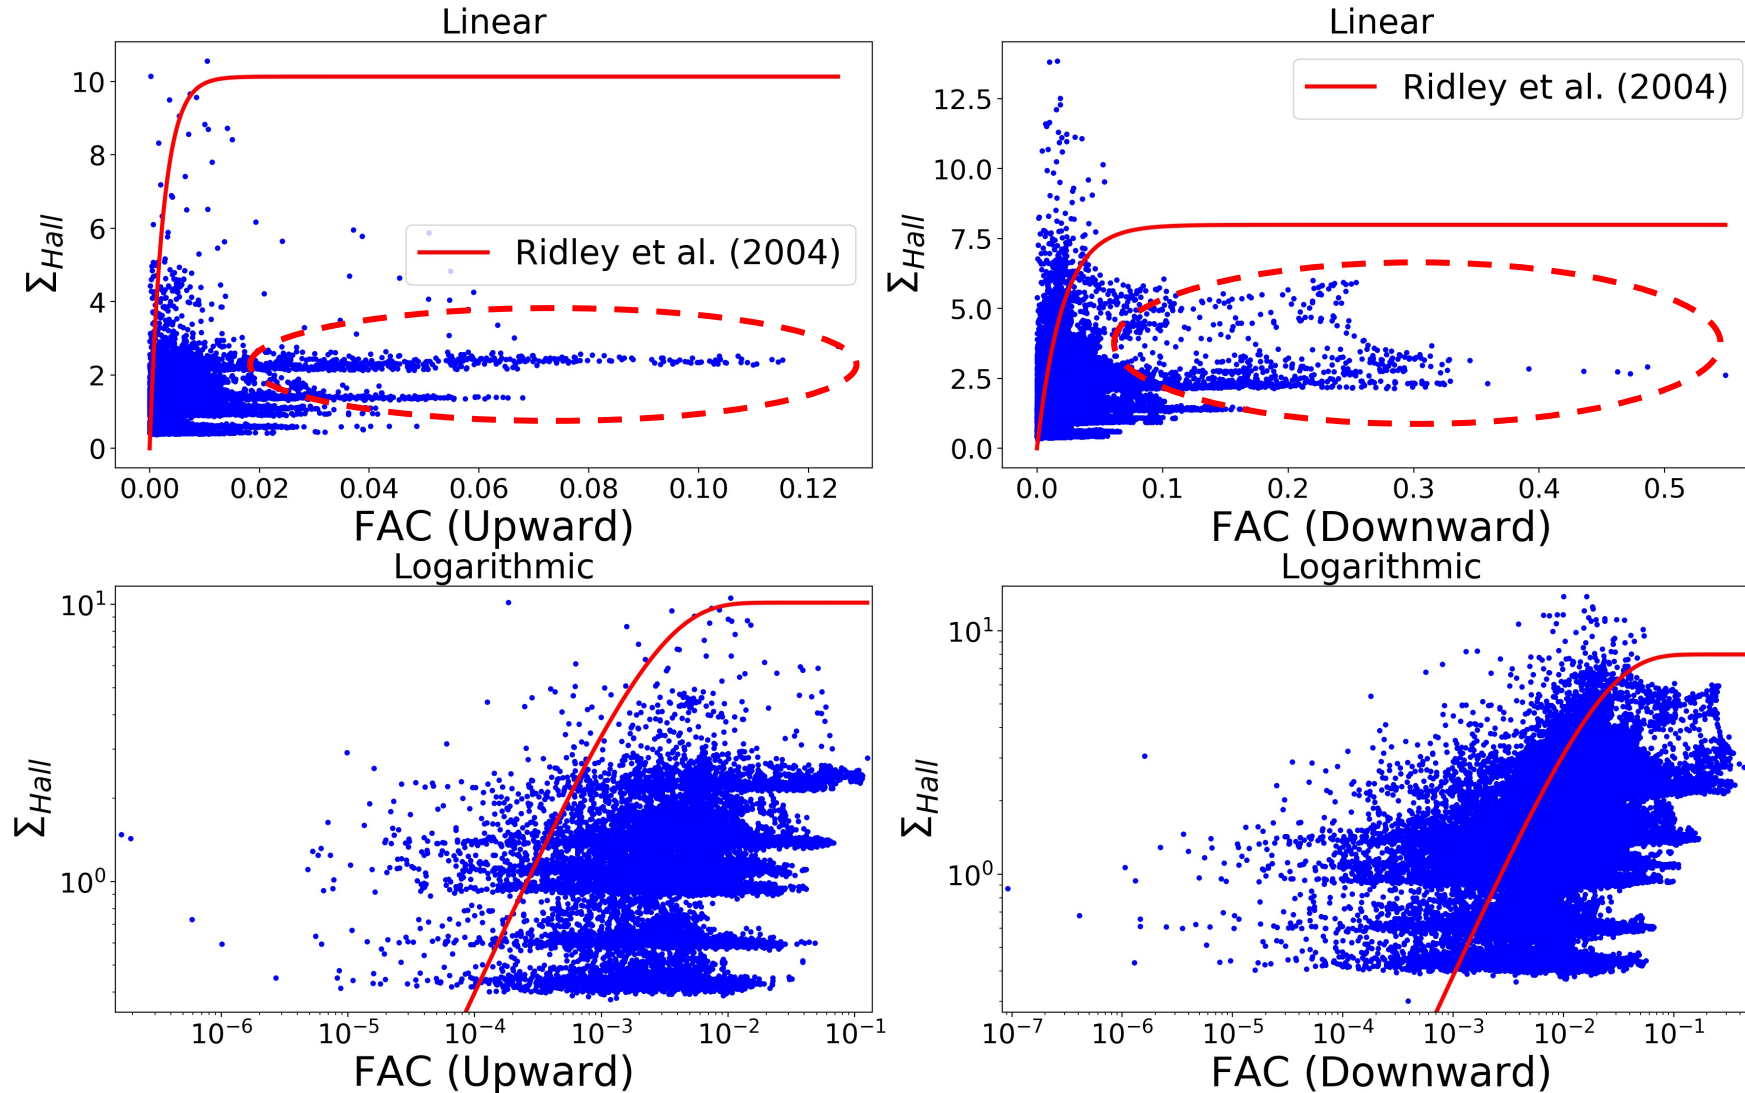 Linear
Σ_Hall
10
8
6
4
2
0
Ridley et al. (2004)
0.00 0.02 0.04 0.06 0.08 0.10 0.12
FAC (Upward)
Linear
Σ_Hall
12.5
10.0
7.5
5.0
2.5
0.0
Ridley et al. (2004)
0.0 0.1 0.2 0.3 0.4 0.5
FAC (Downward)
Logarithmic
Σ_Hall
10¹
10⁰
10⁻⁶ 10⁻⁵ 10⁻⁴ 10⁻³ 10⁻² 10⁻¹
FAC (Upward)
Logarithmic
Σ_Hall
10¹
10⁰
10⁻⁷ 10⁻⁶ 10⁻⁵ 10⁻⁴ 10⁻³ 10⁻² 10⁻¹
FAC (Downward)